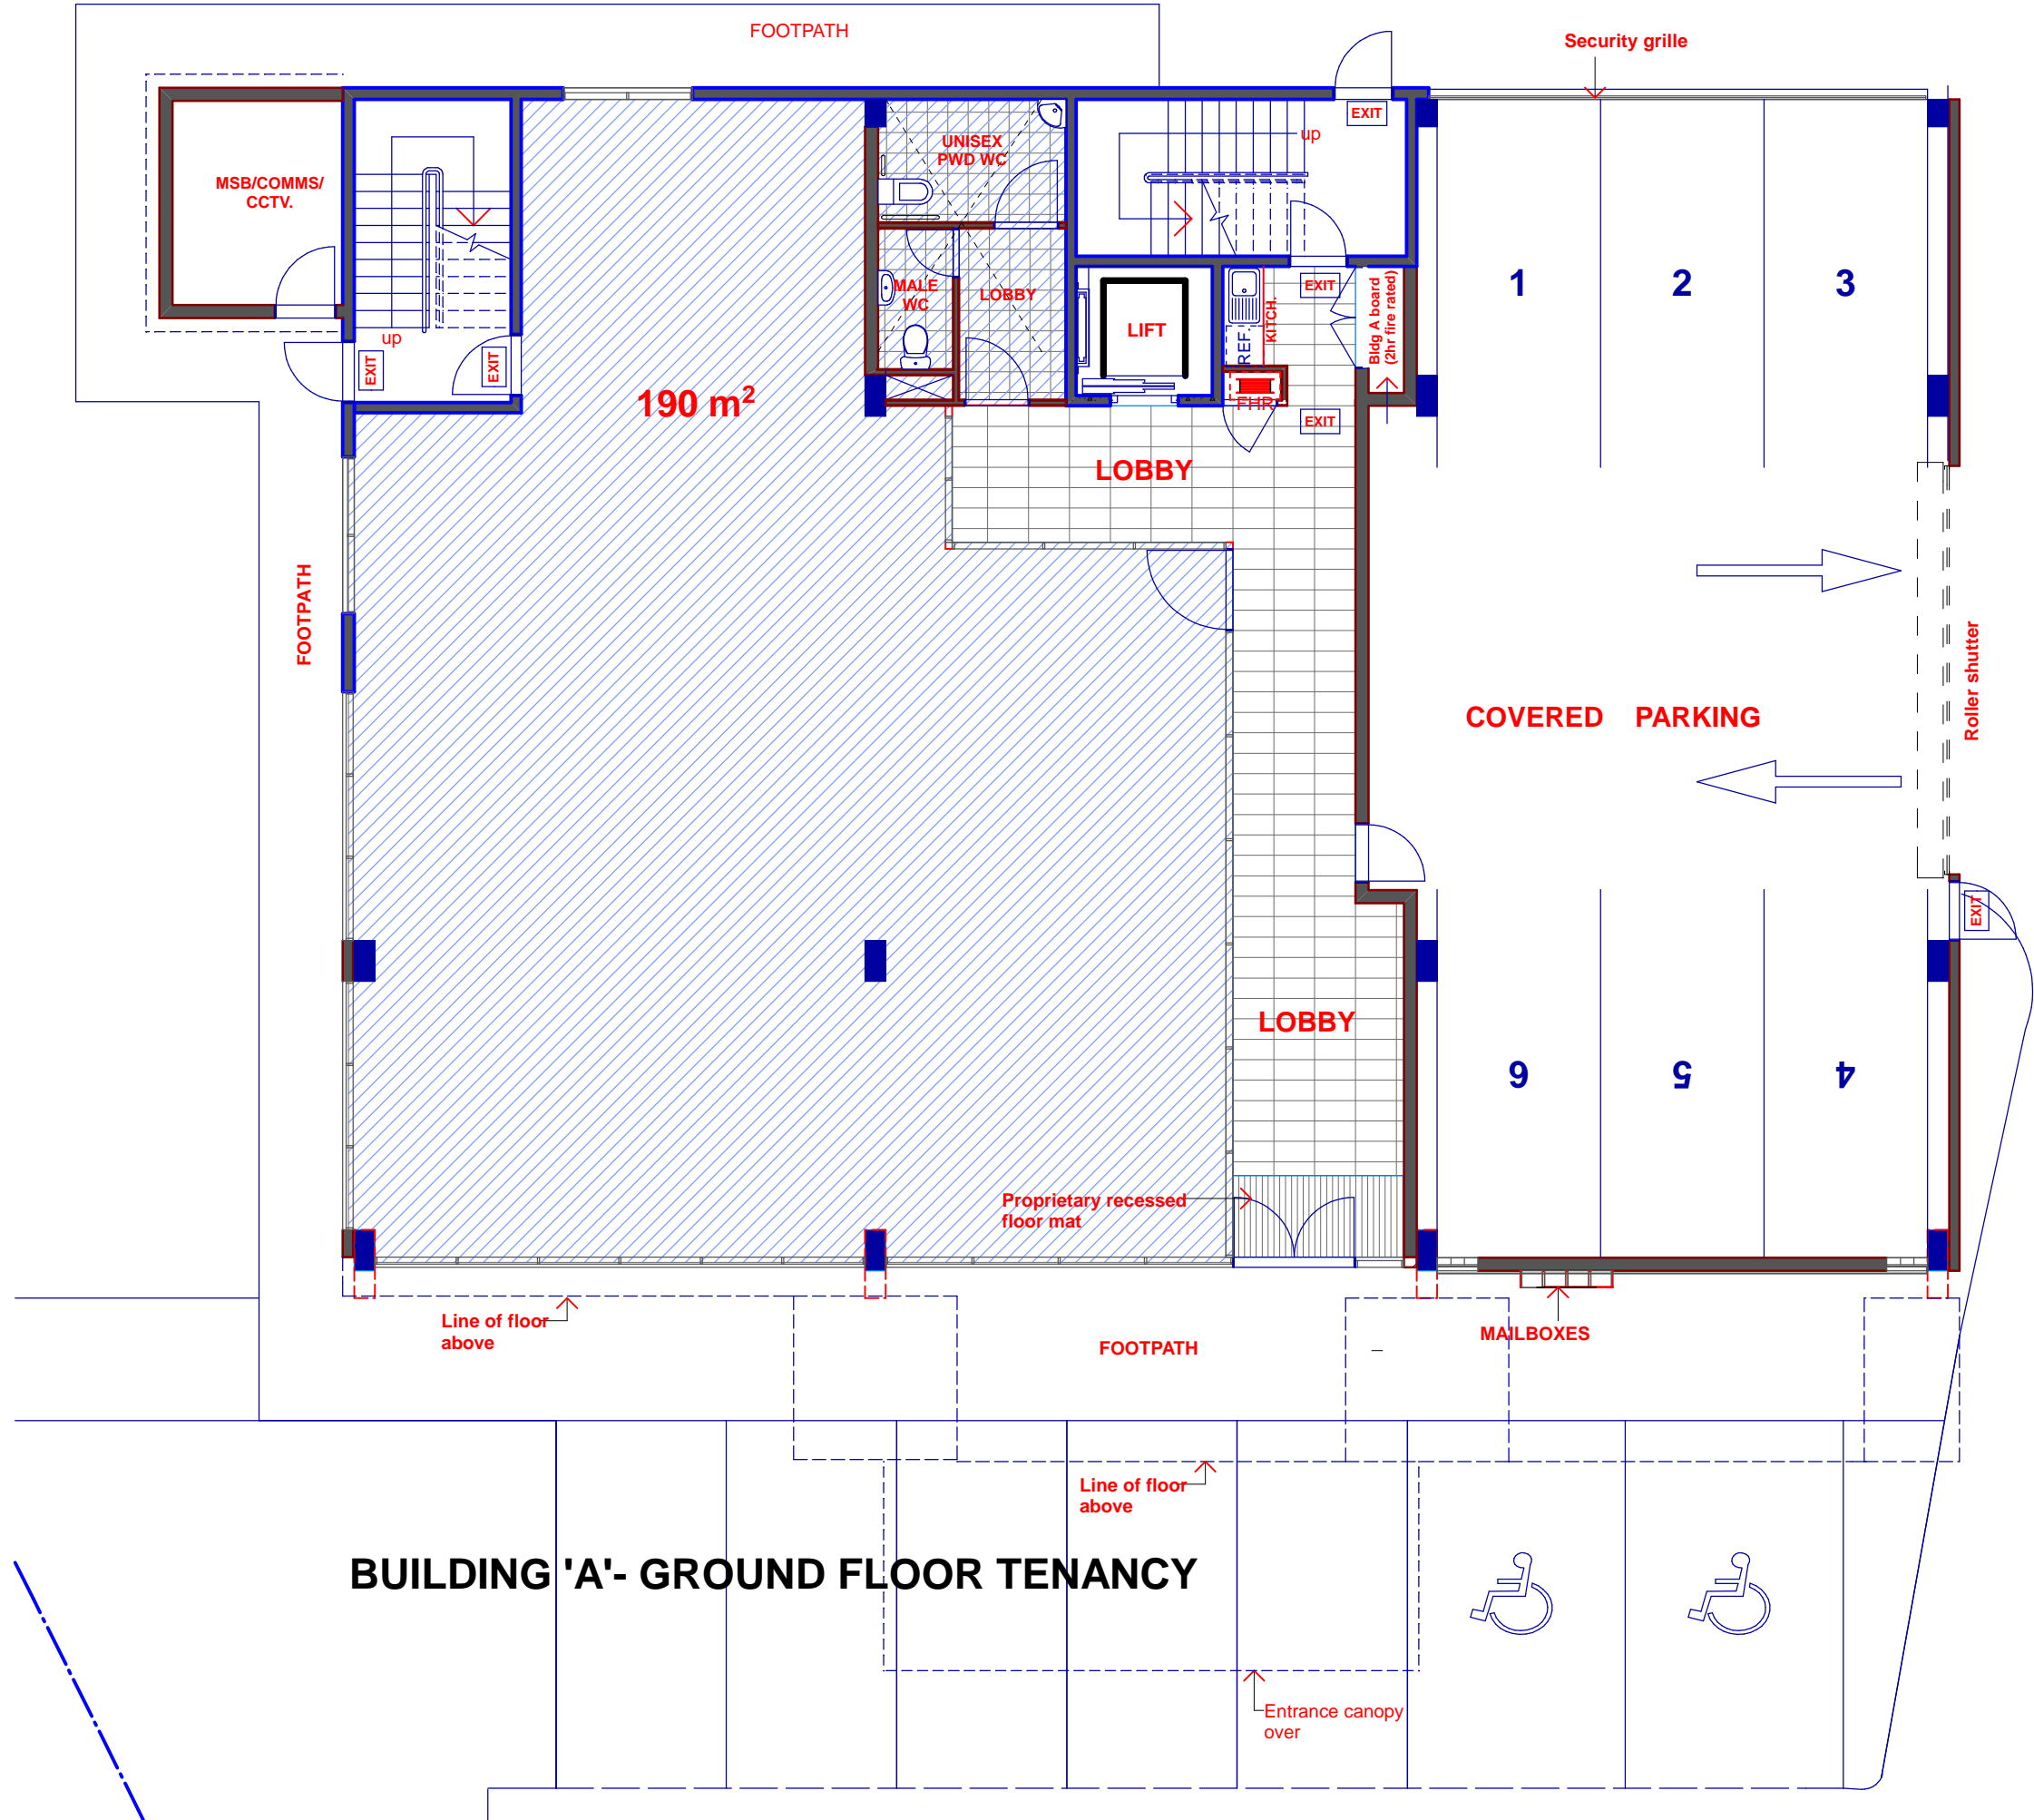 FOOTPATH
Security grille
EXIT
UNISEX
PWD WC
up
MSB/COMMS/
CCTV.
1
2
3
MALE
WC
LOBBY
LIFT
REF.
KITCH.
EXIT
Bldg A board
(2hr fire rated)
up
EXIT
EXIT
190 m²
FHR
EXIT
LOBBY
FOOTPATH
Roller shutter
COVERED PARKING
EXIT
LOBBY
6
5
4
Proprietary recessed
floor mat
Line of floor
above
FOOTPATH
MAILBOXES
Line of floor
above
BUILDING 'A'- GROUND FLOOR TENANCY
Entrance canopy
over